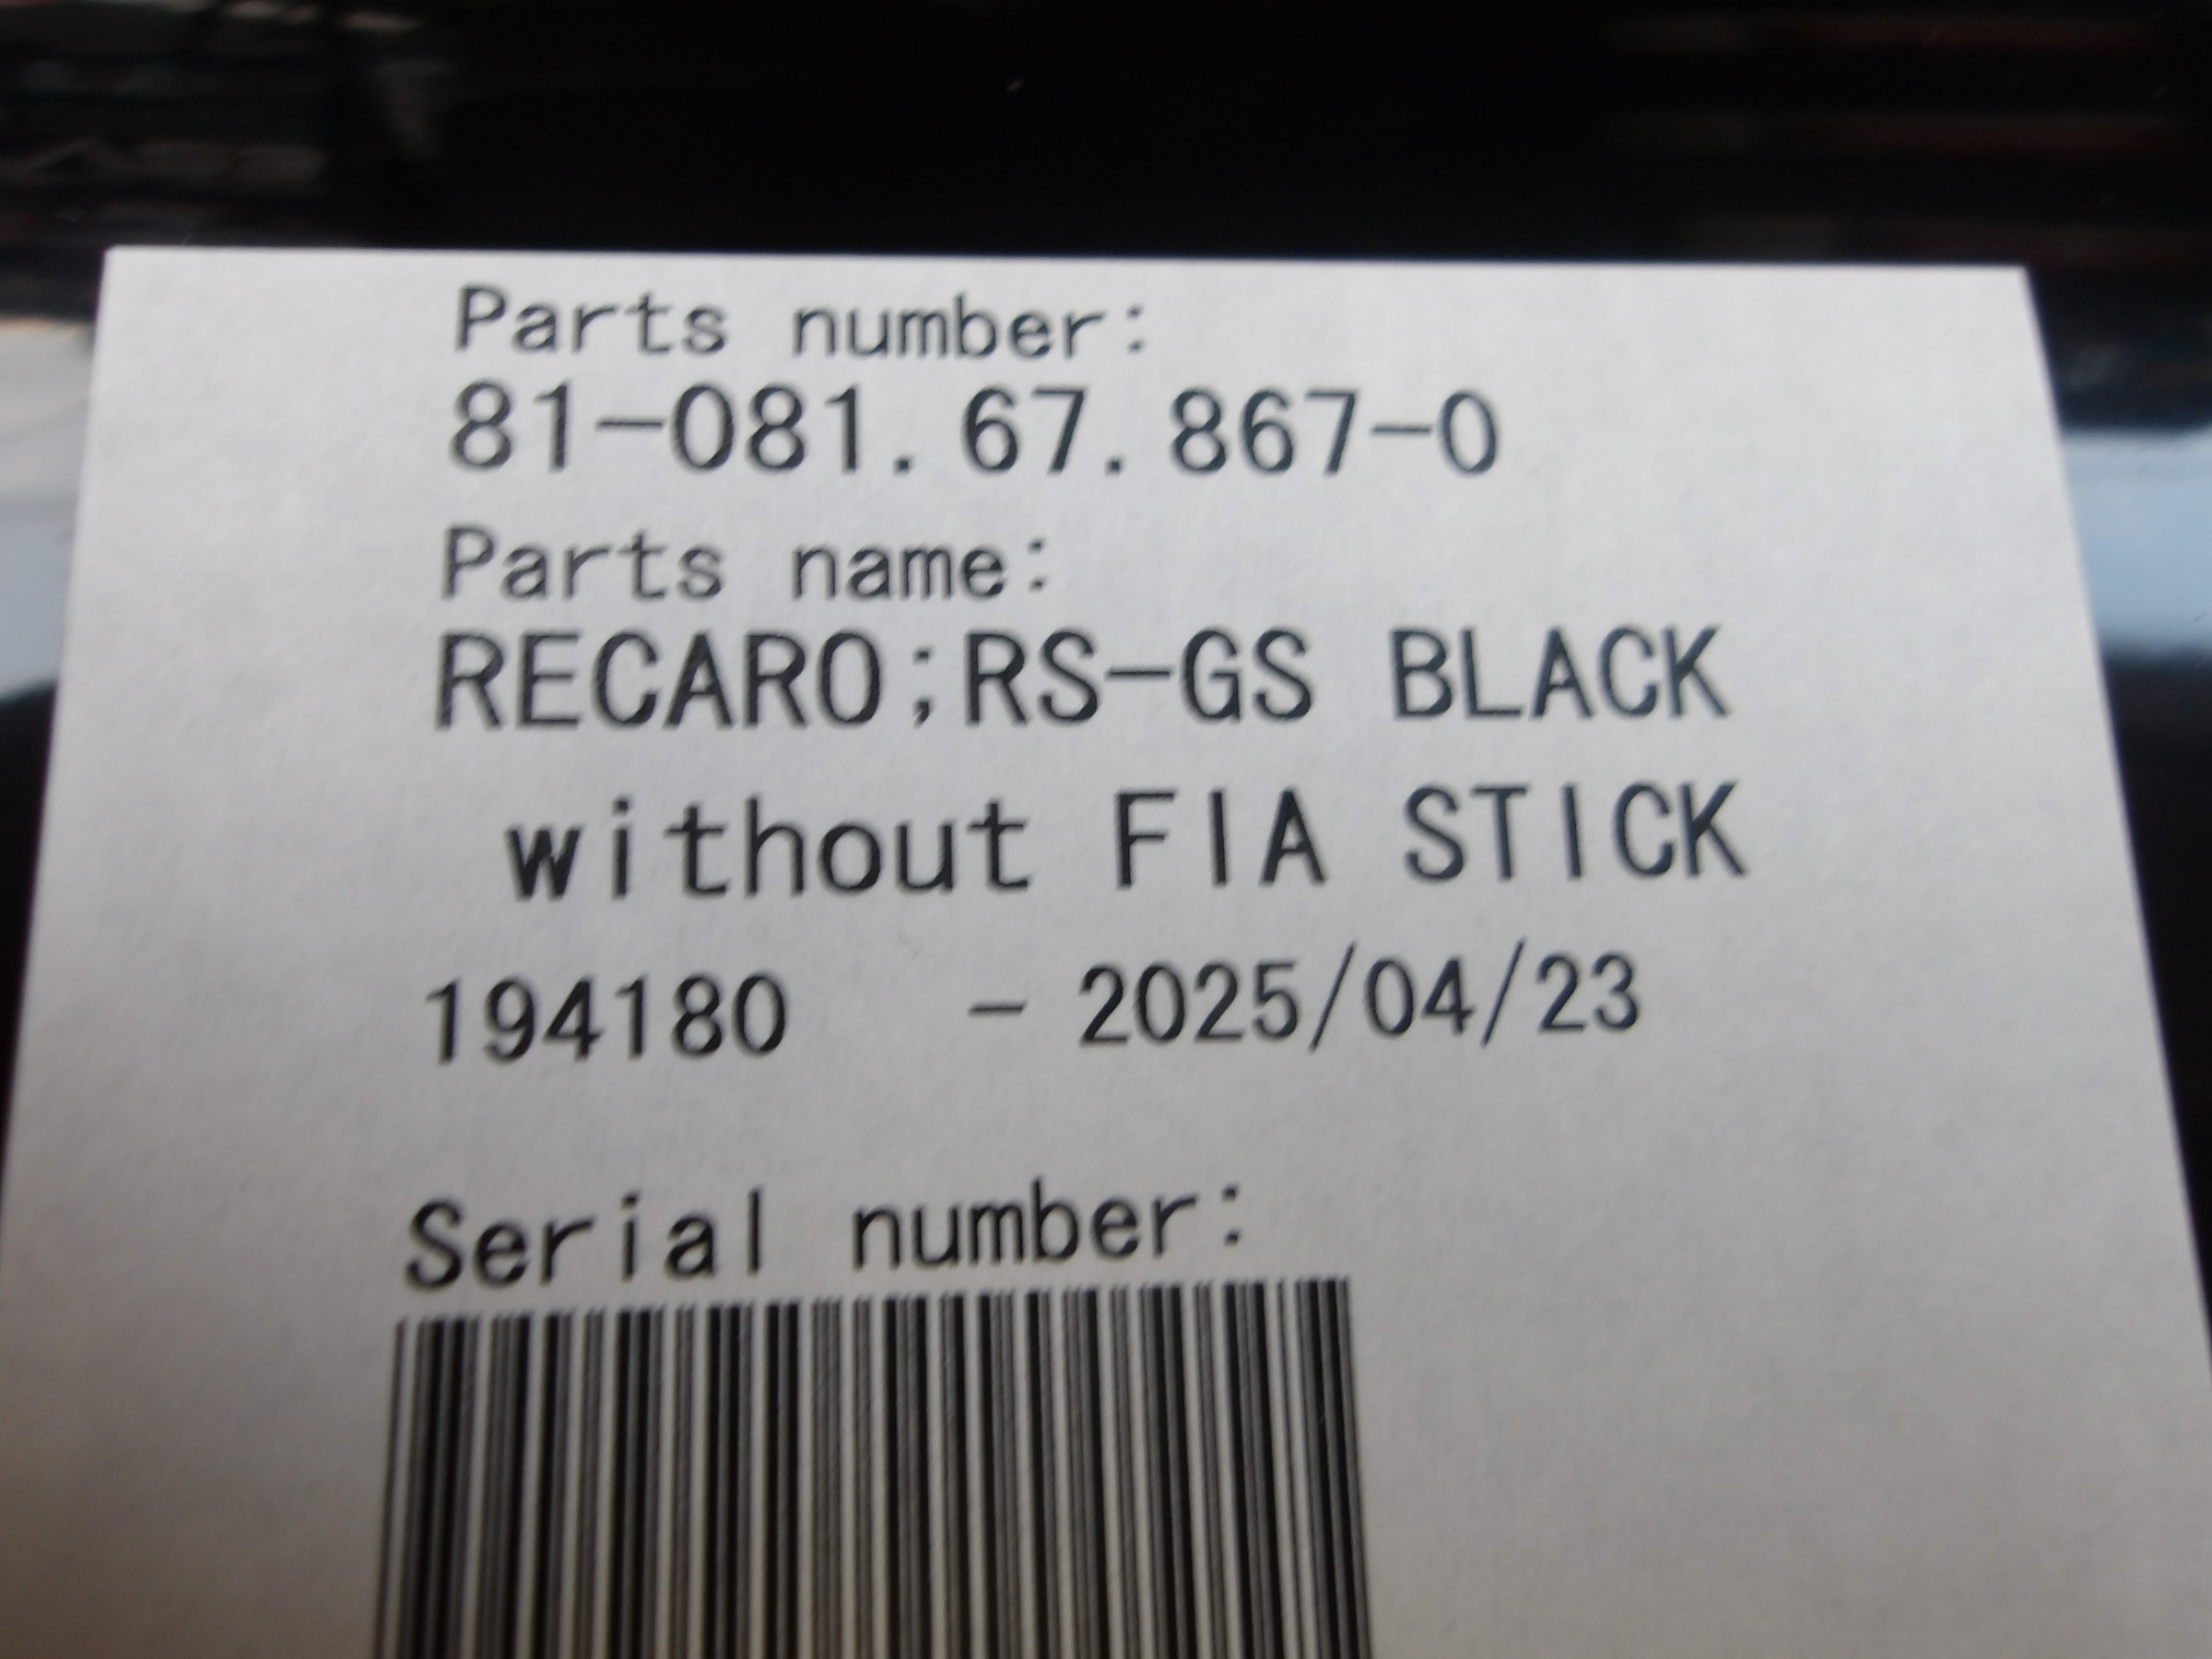 Parts number:
81-081.67.867-0
Parts name:
RECARO;RS-GS BLACK
without FIA STICK
194180 - 2025/04/23
Serial number: